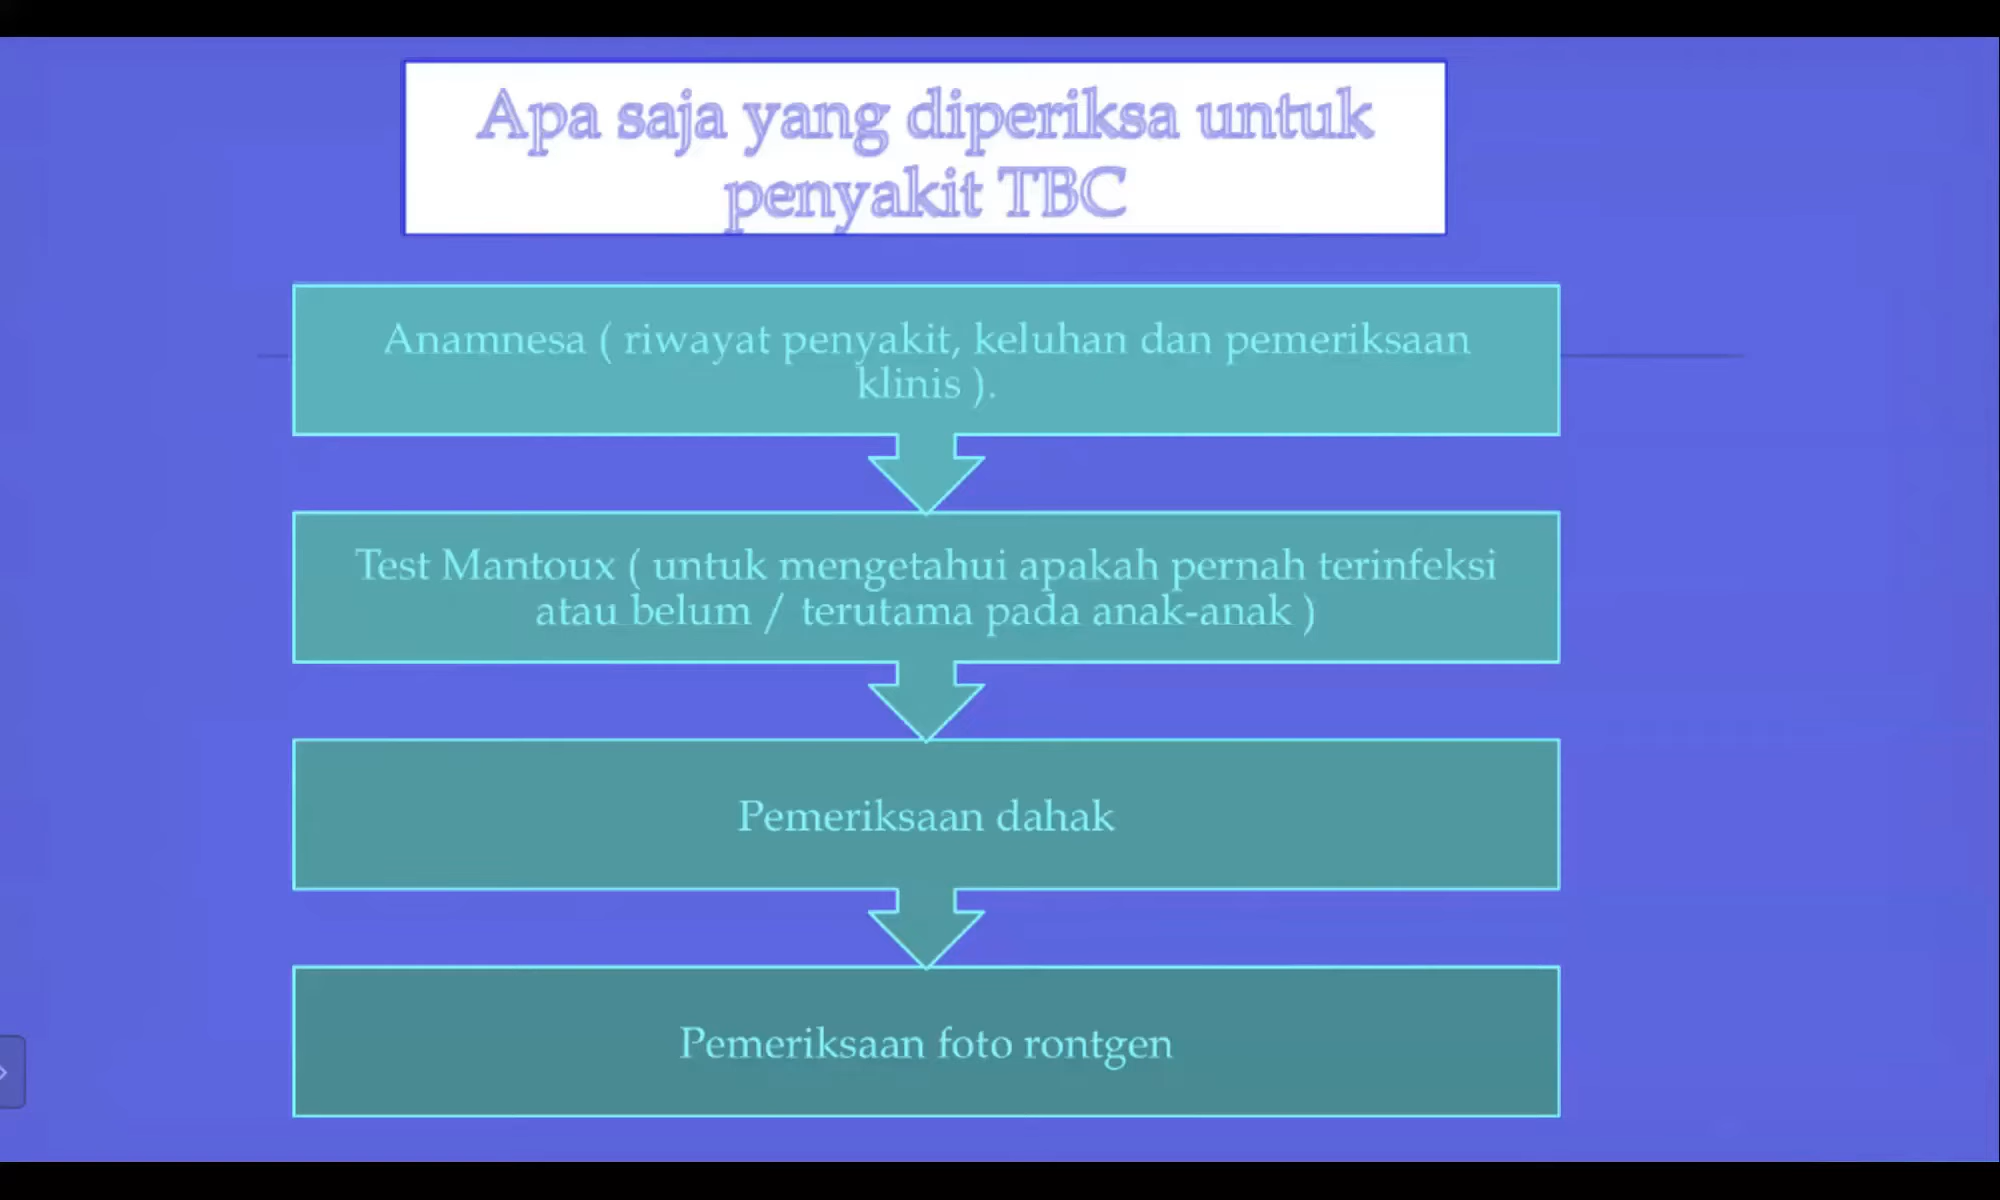 Apa saja yang diperiksa untuk
penyakit TBC
Anamnesa ( riwayat penyakit, keluhan dan pemeriksaan
klinis ).
Test Mantoux ( untuk mengetahui apakah pernah terinfeksi
atau belum / terutama pada anak-anak )
Pemeriksaan dahak
Pemeriksaan foto rontgen